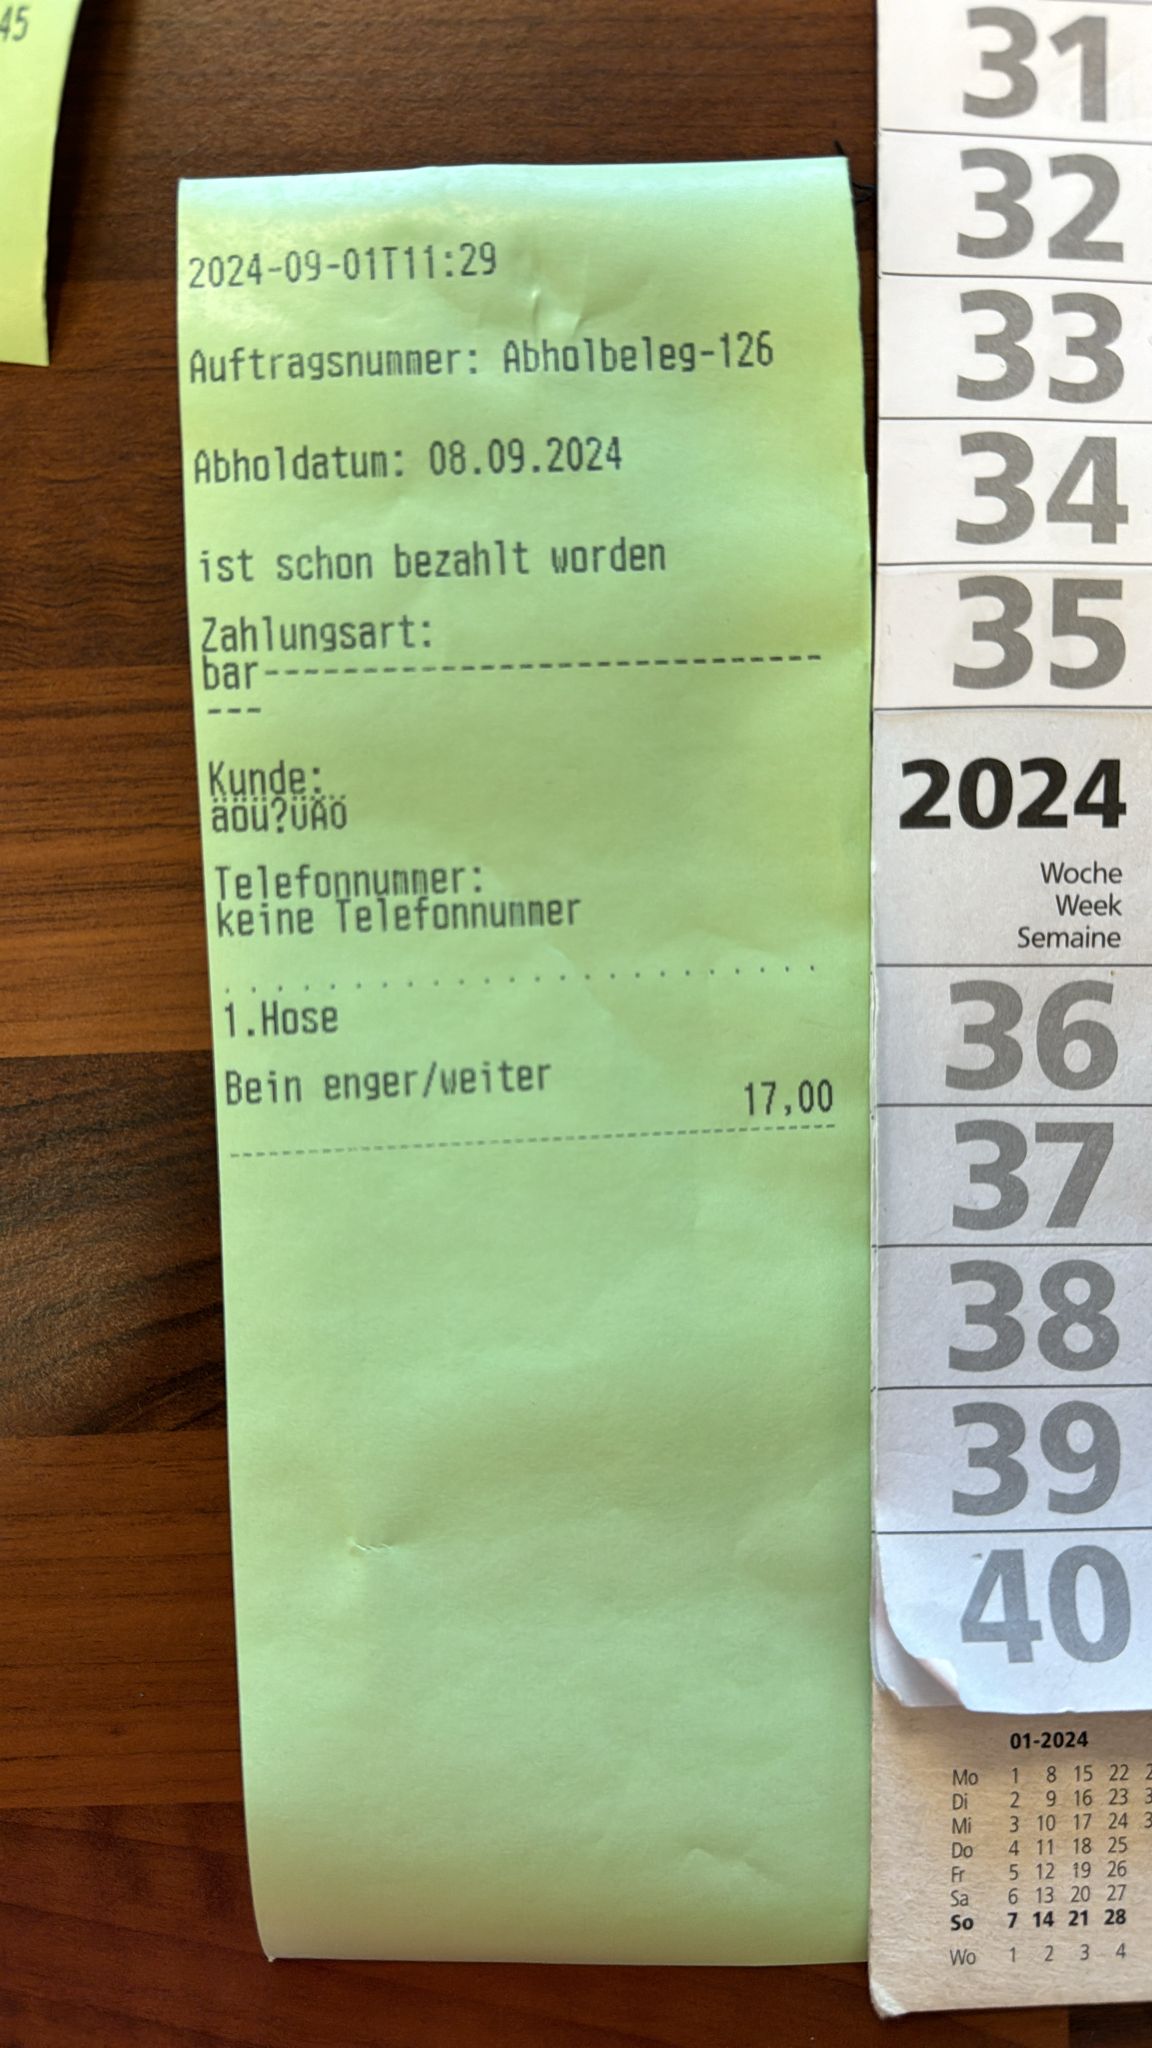 45
2024-09-01T11:29
Auftragsnummer: Abholbeleg-126
Abholdatum: 08.09.2024
ist schon bezahlt worden
Zahlungsart:
bar-----------------------------
---
Kunde:
äöü?ÜÄÖ
Telefonnummer:
keine Telefonnummer
. . . . . . . . . . . . . . . . . . . . . . .
1.Hose
Bein enger/weiter
17,00
31
32
33
34
35
2024
Woche
Week
Semaine
36
37
38
39
40
01-2024
Mo 1 8 15 22 2
Di 2 9 16 23 3
Mi 3 10 17 24 3
Do 4 11 18 25
Fr 5 12 19 26
Sa 6 13 20 27
So 7 14 21 28
Wo 1 2 3 4